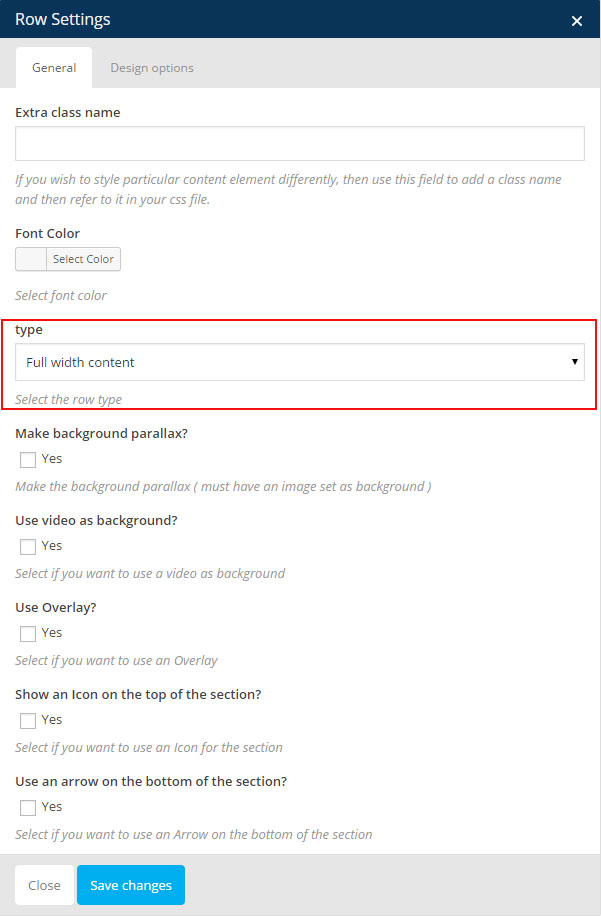 Row Settings
General Design options
Extra class name
If you wish to style particular content element differently, then use this field to add a class name
and then refer to it in your css file.
Font Color
Select Color
Select font color
type
Full width content
Select the row type
Make background parallax?
Yes
Make the background parallax ( must have an image set as background )
Use video as background?
Yes
Select if you want to use a video as background
Use Overlay?
Yes
Select if you want to use an Overlay
Show an Icon on the top of the section?
Yes
Select if you want to use an Icon for the section
Use an arrow on the bottom of the section?
Yes
Select if you want to use an Arrow on the bottom of the section
Close Save changes